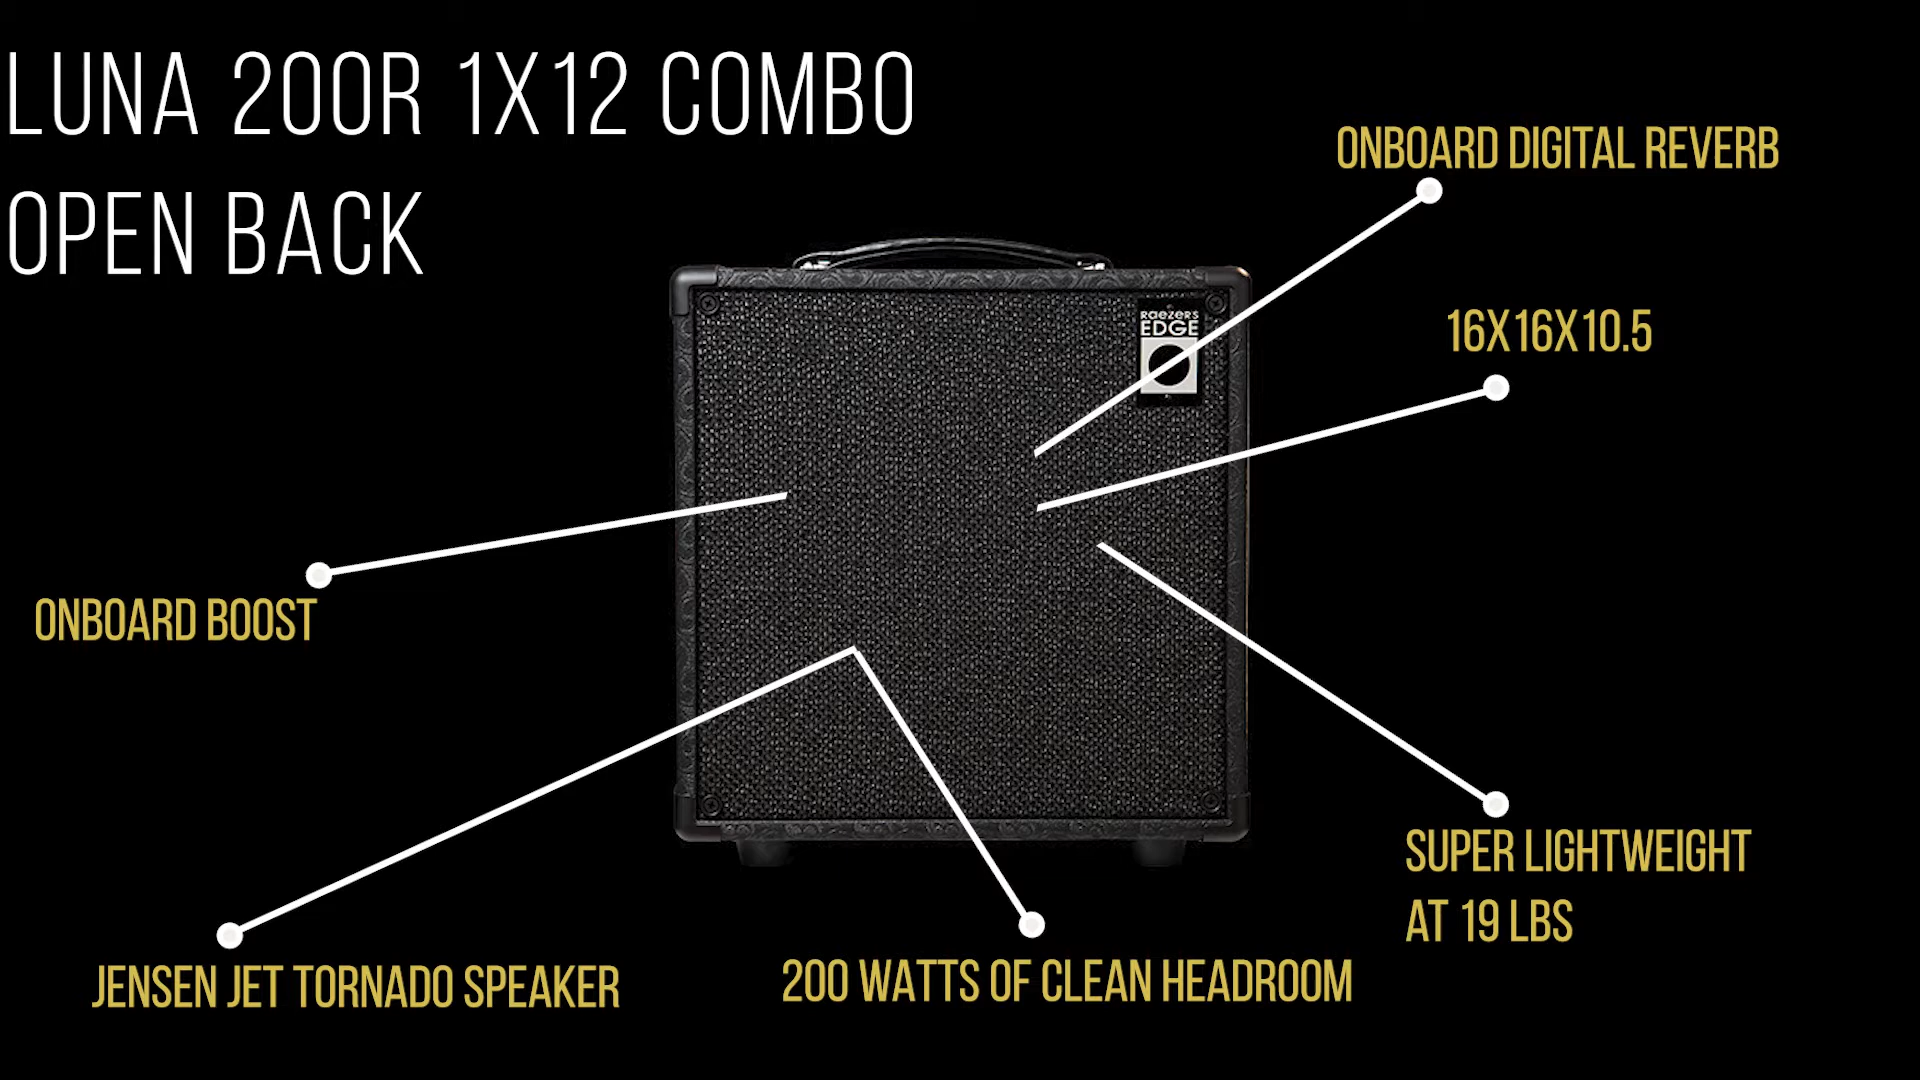 LUNA 200R 1X12 COMBO
OPEN BACK
ONBOARD DIGITAL REVERB
RaezerS
EDGE
16X16X10.5
ONBOARD BOOST
SUPER LIGHTWEIGHT
AT 19 LBS
JENSEN JET TORNADO SPEAKER
200 WATTS OF CLEAN HEADROOM